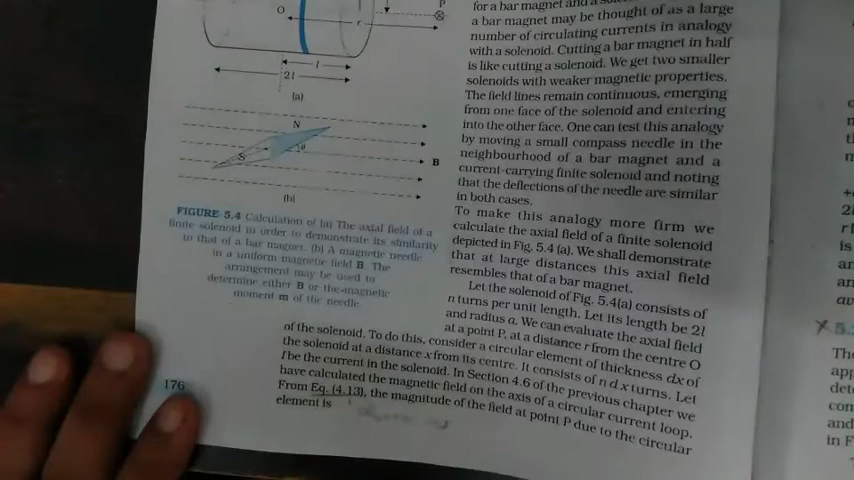 O
r
P
l
2l
(a)
N
S
θ
B
(b)
FIGURE 5.4 Calculation of (a) The axial field of a
finite solenoid in order to demonstrate its similarity
to that of a bar magnet. (b) A magnetic needle
in a uniform magnetic field B. The
arrangement may be used to
determine either B or the magnetic
moment m of the needle.
for a bar magnet and a
a bar magnet may be thought of as a large
number of circulating currents in analogy
with a solenoid. Cutting a bar magnet in half
is like cutting a solenoid. We get two smaller
solenoids with weaker magnetic properties.
The field lines remain continuous, emerging
from one face of the solenoid and entering
into the other face. One can test this analogy
by moving a small compass needle in the
neighbourhood of a bar magnet and a
current-carrying finite solenoid and noting
that the deflections of the needle are similar
in both cases.
To make this analogy more firm we
calculate the axial field of a finite solenoid
depicted in Fig. 5.4 (a). We shall demonstrate
that at large distances this axial field
resembles that of a bar magnet.
Let the solenoid of Fig. 5.4(a) consists of
n turns per unit length. Let its length be 2l
and radius a. We can evaluate the axial field
at a point P, at a distance r from the centre O
of the solenoid. To do this, consider a circular element of thickness dx of
the solenoid at a distance x from its centre. It consists of n d x turns. Let
I be the current in the solenoid. In Section 4.6 of the previous chapter we
have calculated the magnetic field on the axis of a circular current loop.
From Eq. (4.13), the magnitude of the field at point P due to the circular
element is
176
5.
The
app
dete
con
and
in F